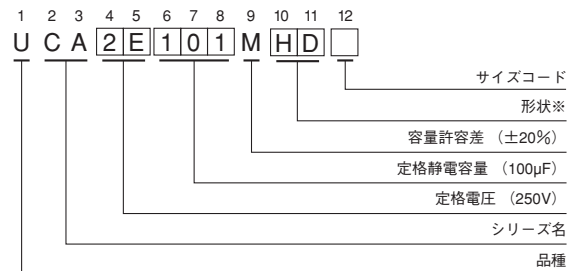 1 2 3 4 5 6 7 8 9 10 11 12
U C A 2 E 1 0 1 M H D
サイズコード
形状※
容量許容差 （±20％）
定格静電容量 （100µF）
定格電圧 （250V）
シリーズ名
品種